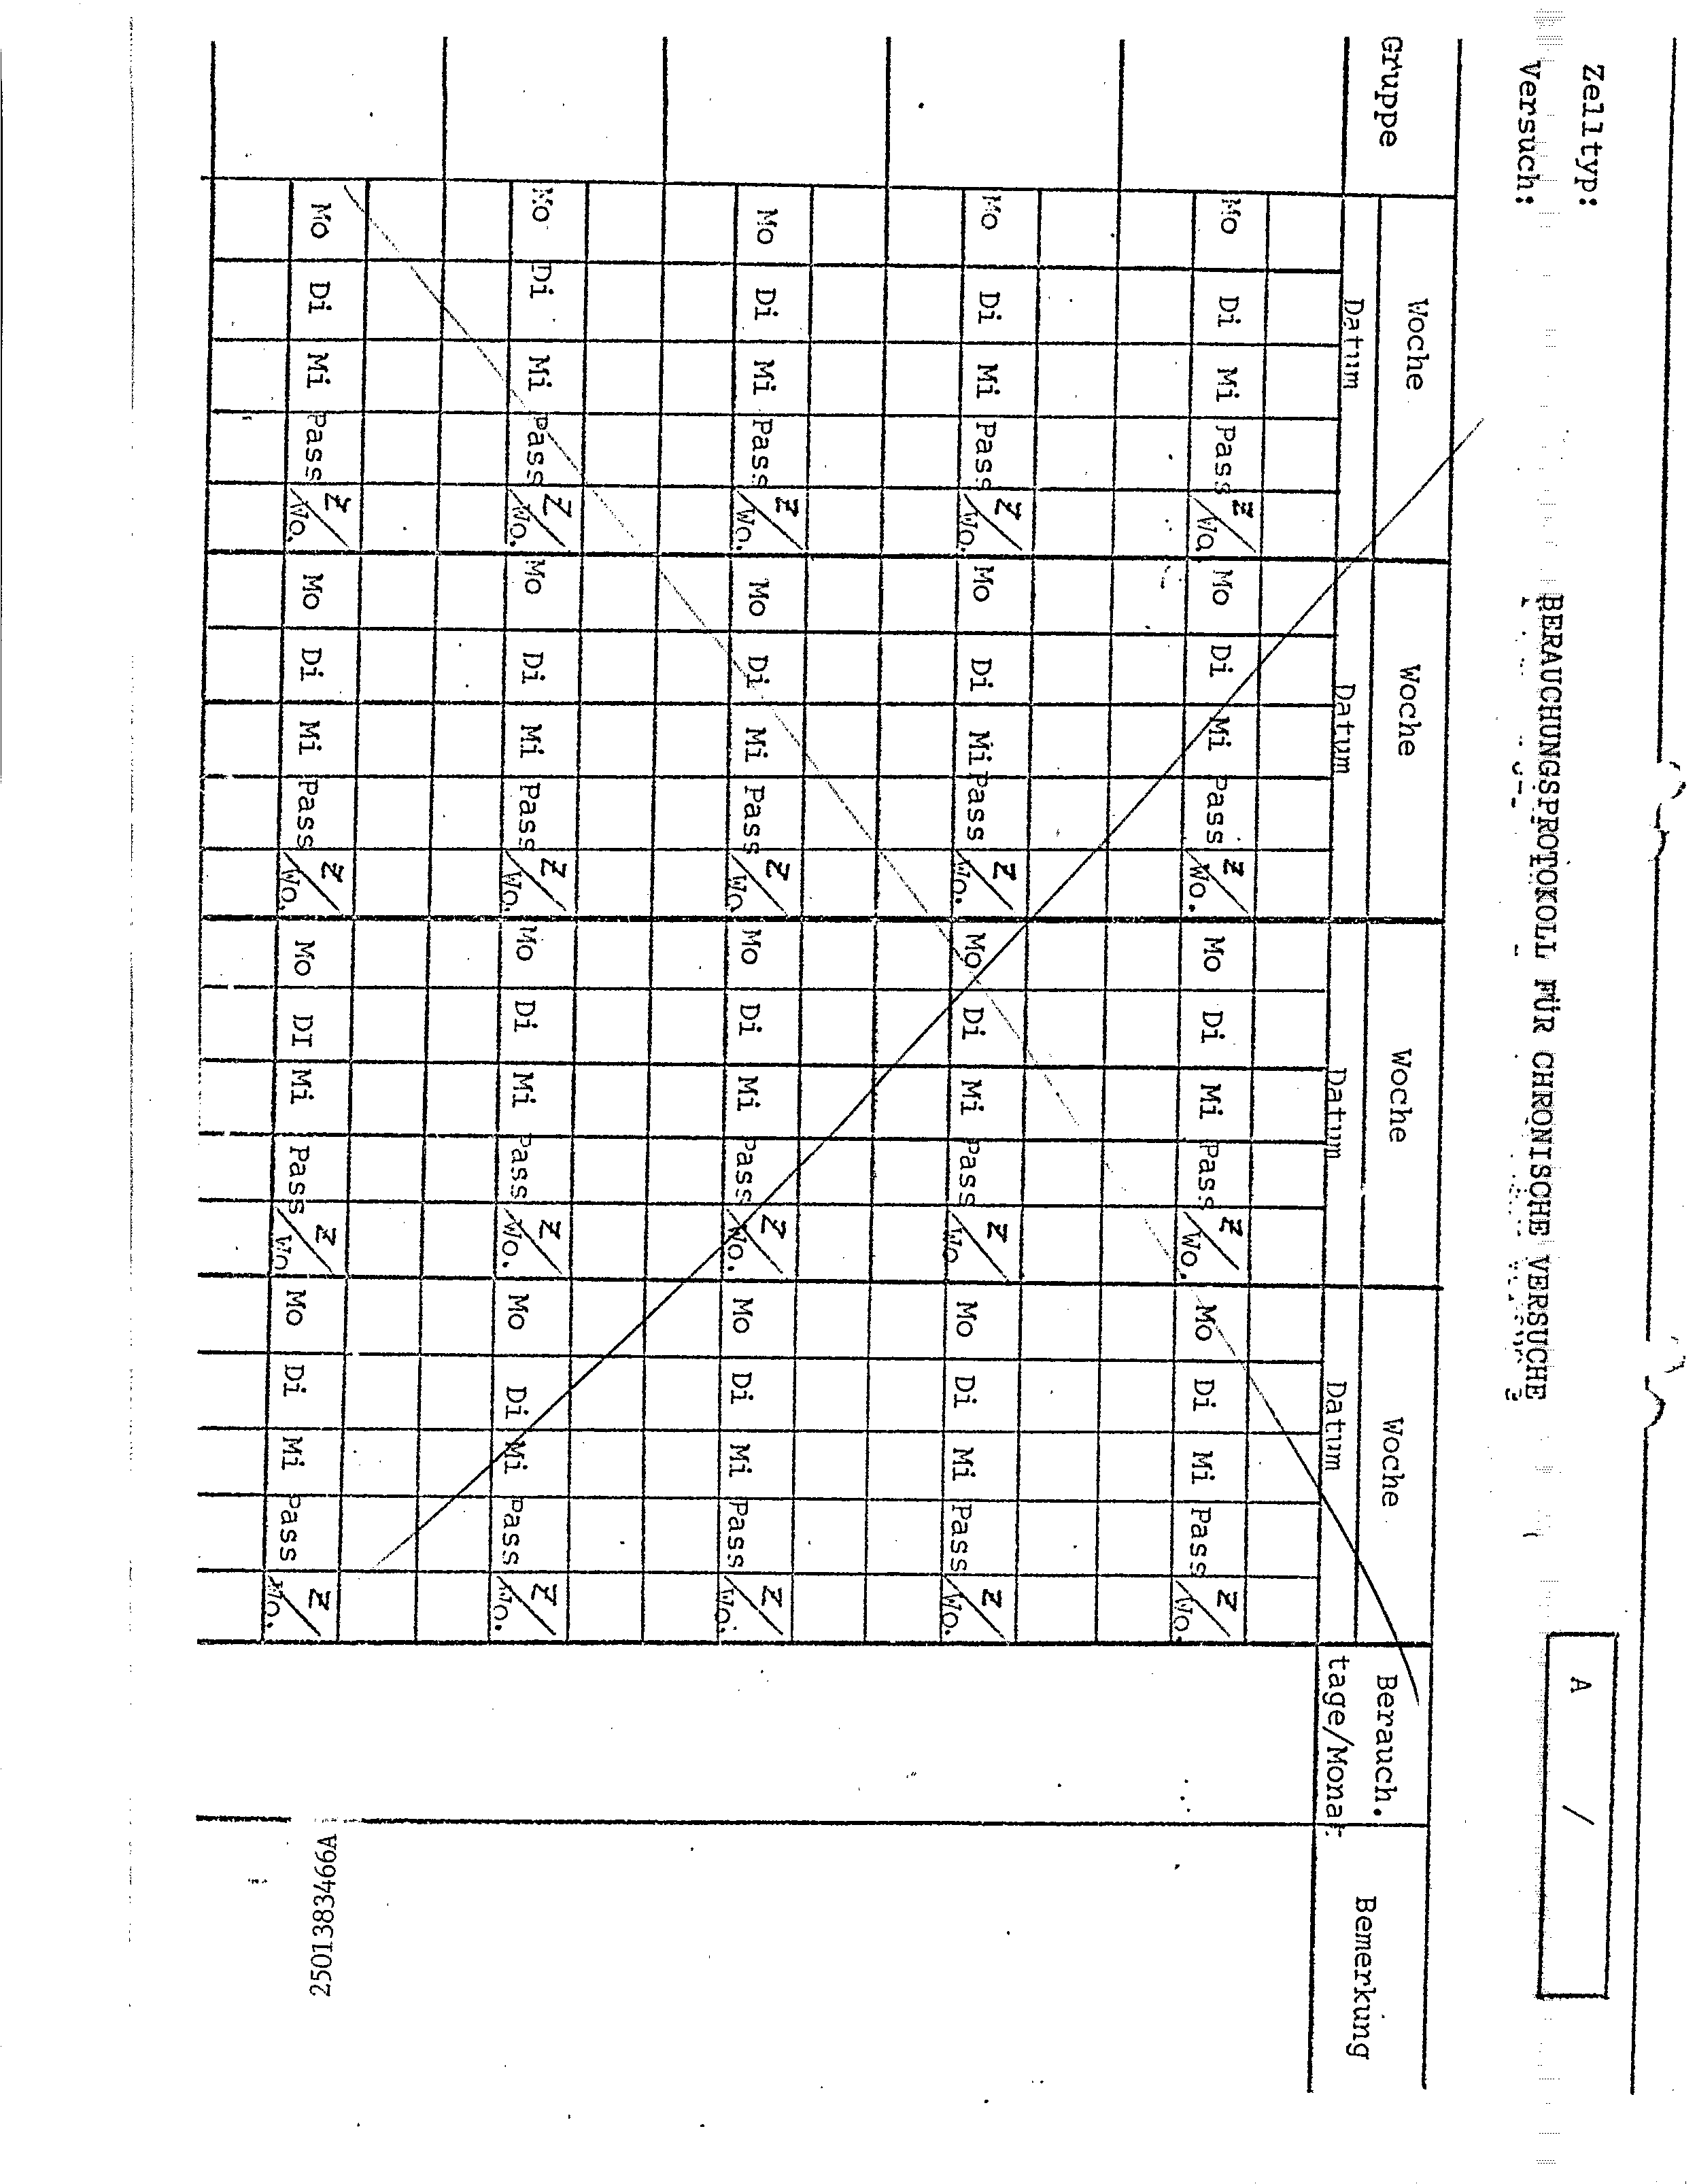 Zelltyp:
Versuch:
BERAUCHUNGSPROTOKOLL FÜR CHRONISCHE VERSUCHE
A /
Gruppe Woche Woche Woche Woche Berauch. Bemerkung
Datum Datum Datum Datum tage/Monat
Mo Di Mi Pass Z/Wo. Mo Di Mi Pass Z/Wo. Mo Di Mi Pass Z/Wo. Mo Di Mi Pass Z/Wo.
Mo Di Mi Pass Z/Wo. Mo Di Mi Pass Z/Wo. Mo Di Mi Pass Z/Wo Mo Di Mi Pass Z/Wo.
Mo Di Mi Pass Z/Wo. Mo Di Mi Pass Z/Wo Mo Di Mi Pass Z/Wo. Mo Di Mi Pass Z/Wo.
Mo Di Mi Pass Z/Wo. Mo Di Mi Pass Z/Wo. Mo Di Mi Pass Z/Wo. Mo Di Mi Pass Z/Wo.
Mo Di Mi Pass Z/Wo. Mo Di Mi Pass Z/Wo. Mo DI Mi Pass Z/Wo Mo Di Mi Pass Z/Wo.
2501383466A